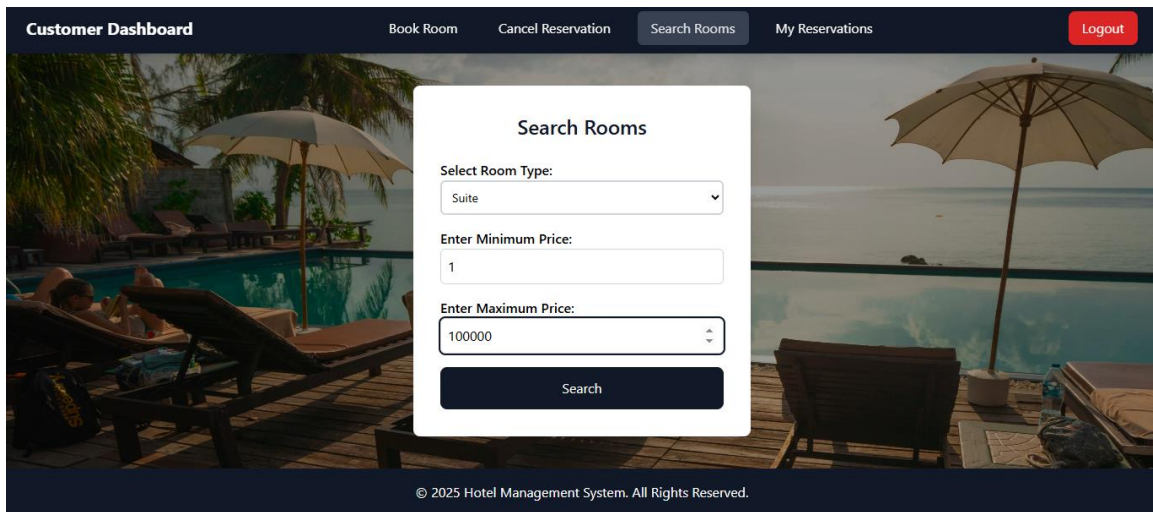 Customer Dashboard Book Room Cancel Reservation Search Rooms My Reservations Logout
Search Rooms
Select Room Type:
Suite
Enter Minimum Price:
1
Enter Maximum Price:
100000
Search
© 2025 Hotel Management System. All Rights Reserved.